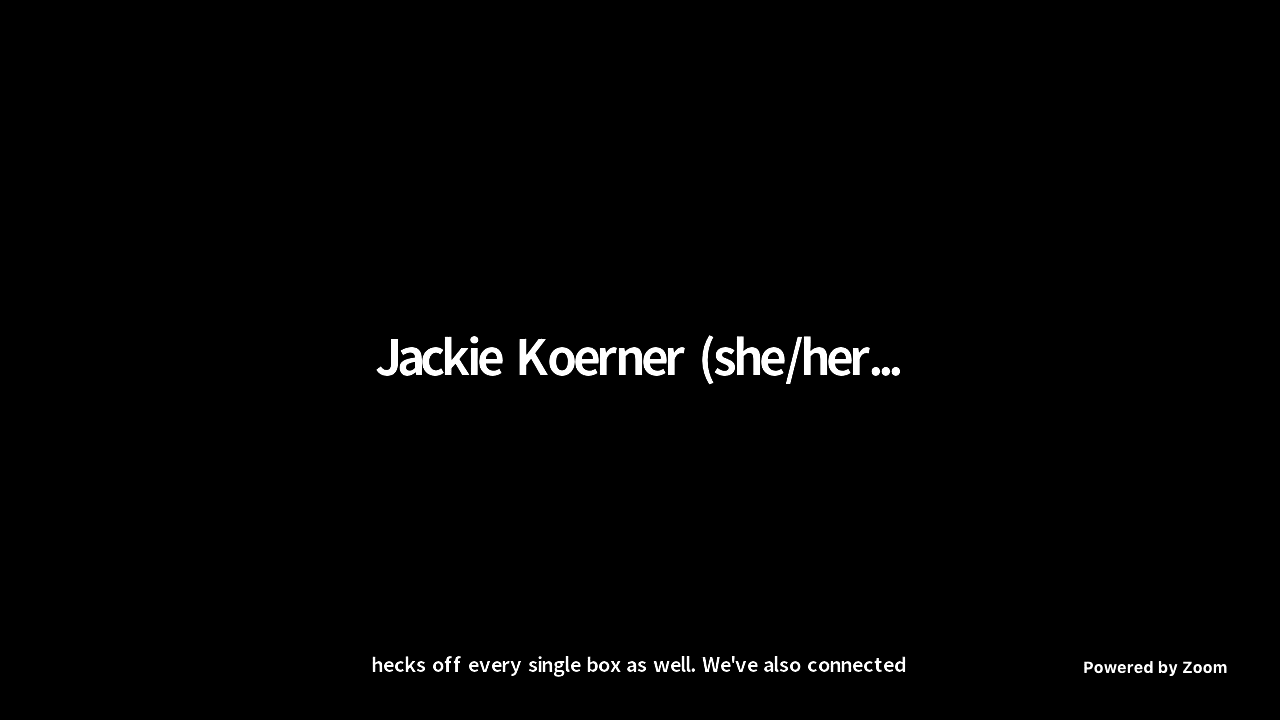 Jackie Koerner (she/her...
hecks off every single box as well. We've also connected
Powered by Zoom